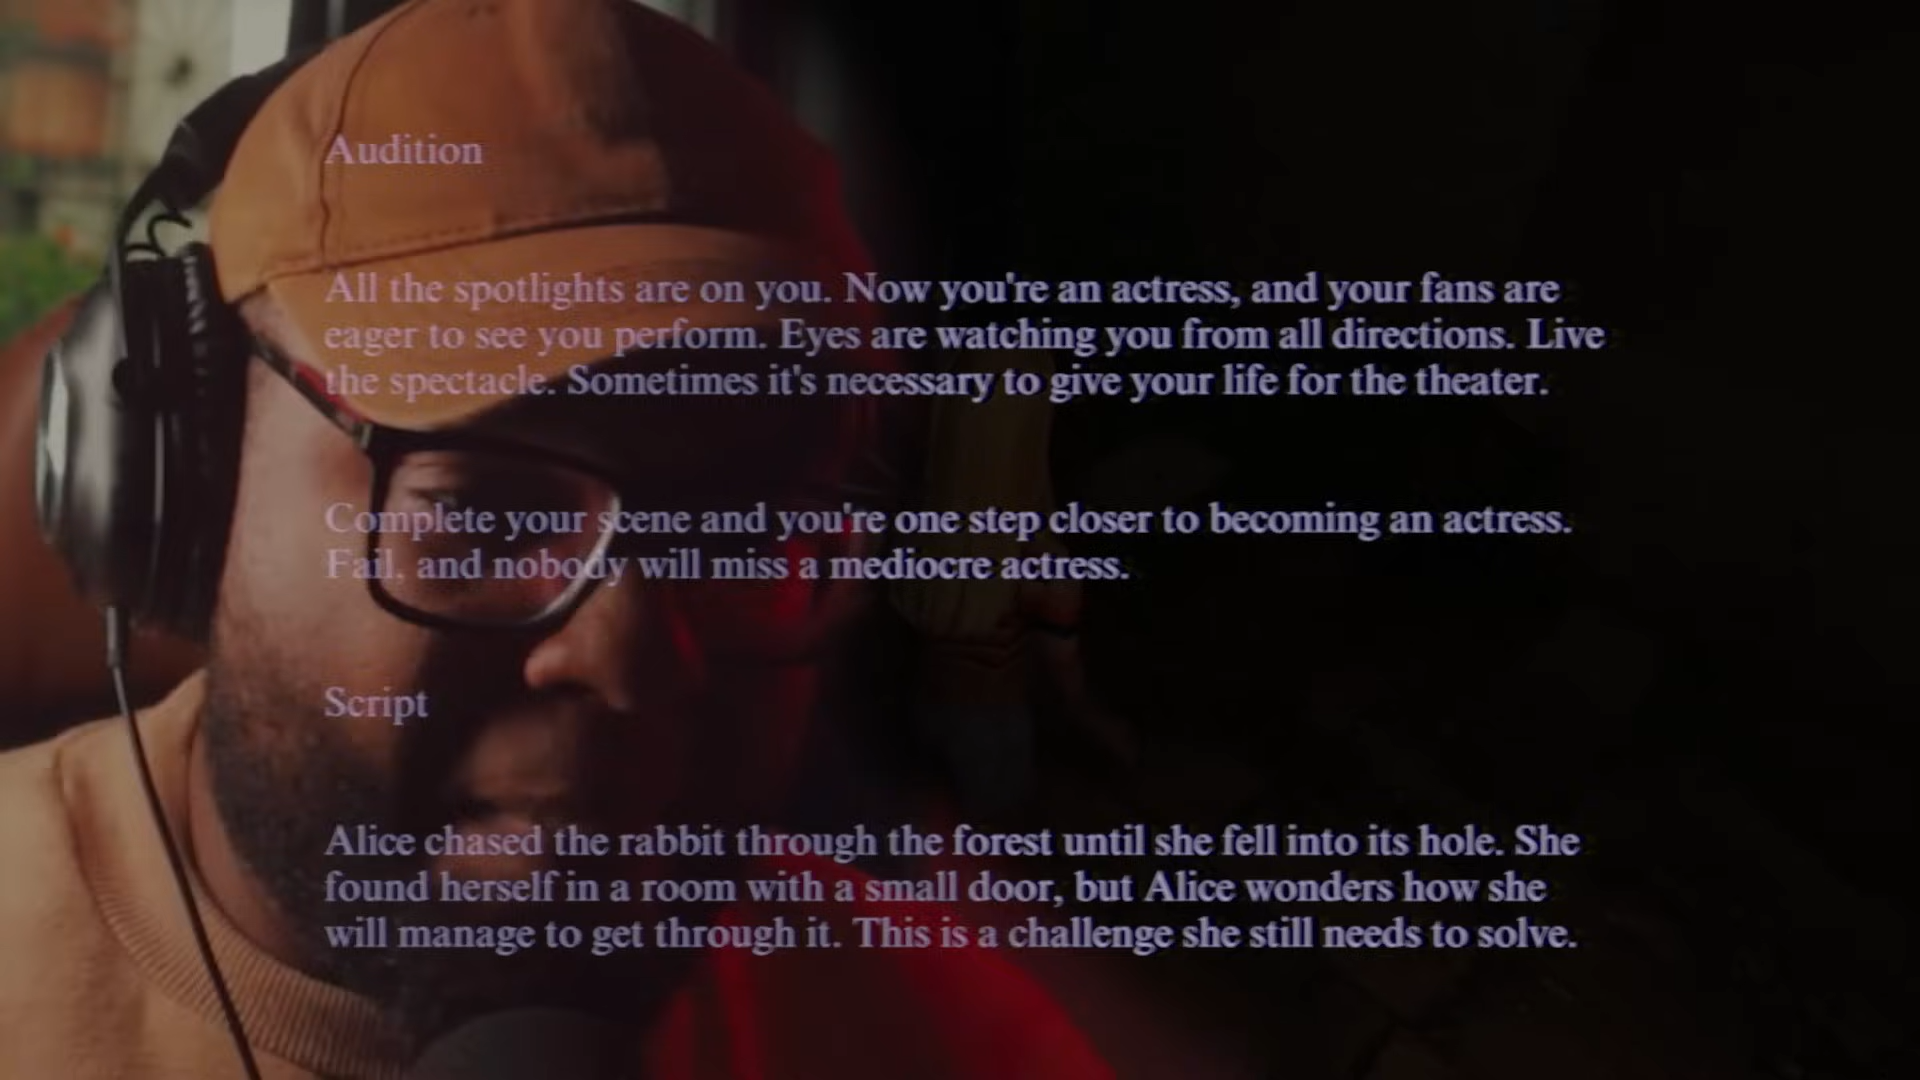 Audition
All the spotlights are on you. Now you're an actress, and your fans are
eager to see you perform. Eyes are watching you from all directions. Live
the spectacle. Sometimes it's necessary to give your life for the theater.
Complete your scene and you're one step closer to becoming an actress.
Fail, and nobody will miss a mediocre actress.
Script
Alice chased the rabbit through the forest until she fell into its hole. She
found herself in a room with a small door, but Alice wonders how she
will manage to get through it. This is a challenge she still needs to solve.